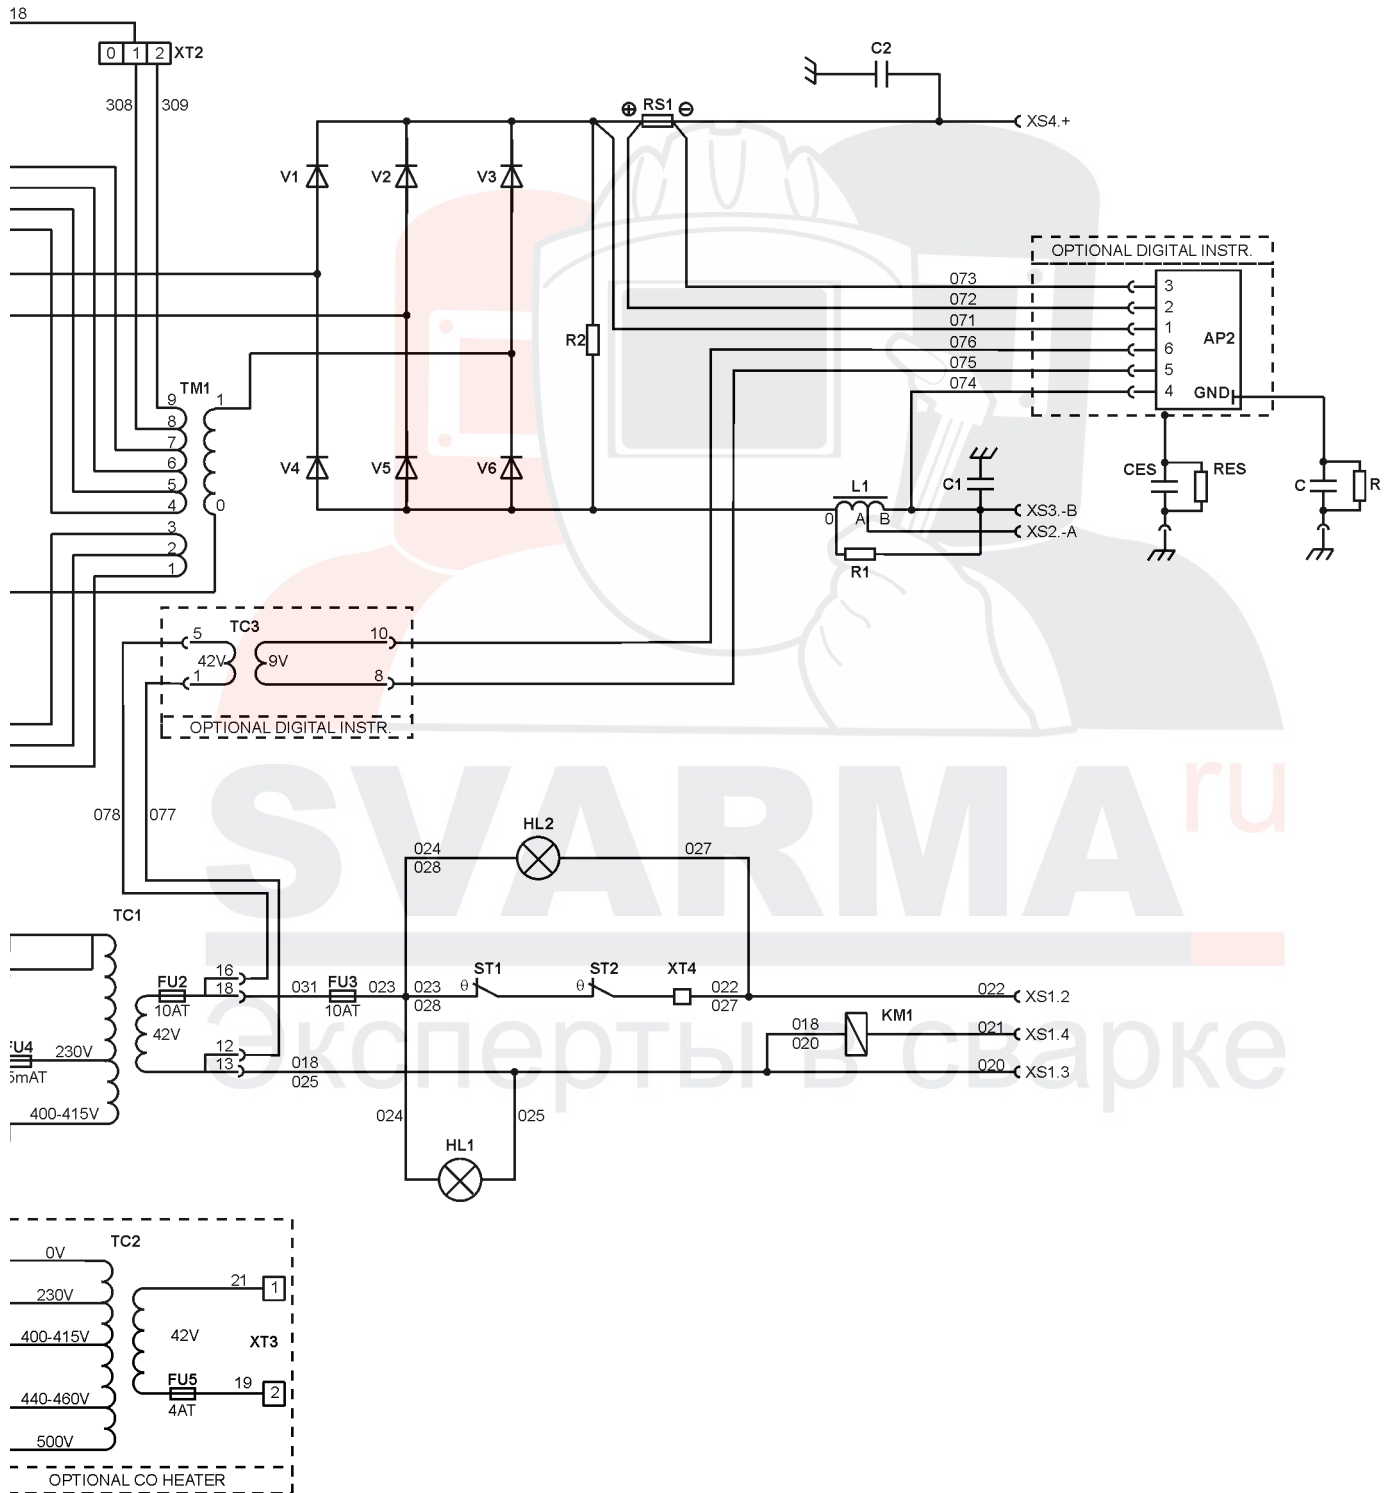 18
0 1 2 XT2
308 309
C2
RS1
XS4.+
V1 V2 V3
OPTIONAL DIGITAL INSTR.
073 3
072 2
071 1
076 6
075 5
074 4
AP2
GND
R2
TM1
9 1
8
7
6
5
4 0
3
2
1
V4 V5 V6
L1
0 A B
C1
XS3.-B
XS2.-A
R1
CES RES
C R
TC3
5 10
42V 9V
1 8
OPTIONAL DIGITAL INSTR.
078 077
SVARMA
ru
Эксперты в сварке
HL2
024 027
028
TC1
16
FU2 18 031 FU3 023 023 ST1 ST2 XT4 022 022 XS1.2
θ θ
10AT 10AT 028 027
42V
12
13
018
025
018
020
KM1
021 XS1.4
020 XS1.3
FU4 230V
5mAT
400-415V
024 025
HL1
TC2
0V
230V
400-415V
440-460V
500V
42V
21 1
XT3
FU5 19 2
4AT
OPTIONAL CO HEATER